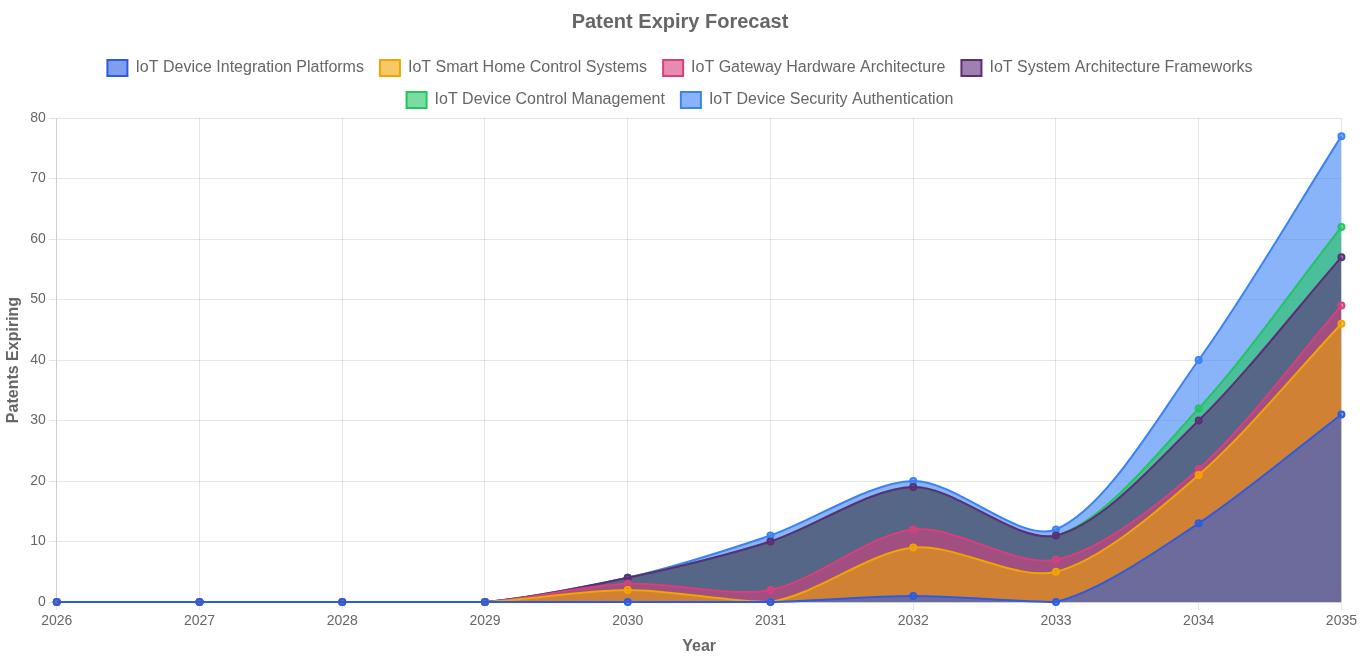 Patent Expiry Forecast
IoT Device Integration Platforms IoT Smart Home Control Systems IoT Gateway Hardware Architecture IoT System Architecture Frameworks
IoT Device Control Management IoT Device Security Authentication
80
70
60
50
40
30
20
10
0
Patents Expiring
2026 2027 2028 2029 2030 2031 2032 2033 2034 2035
Year